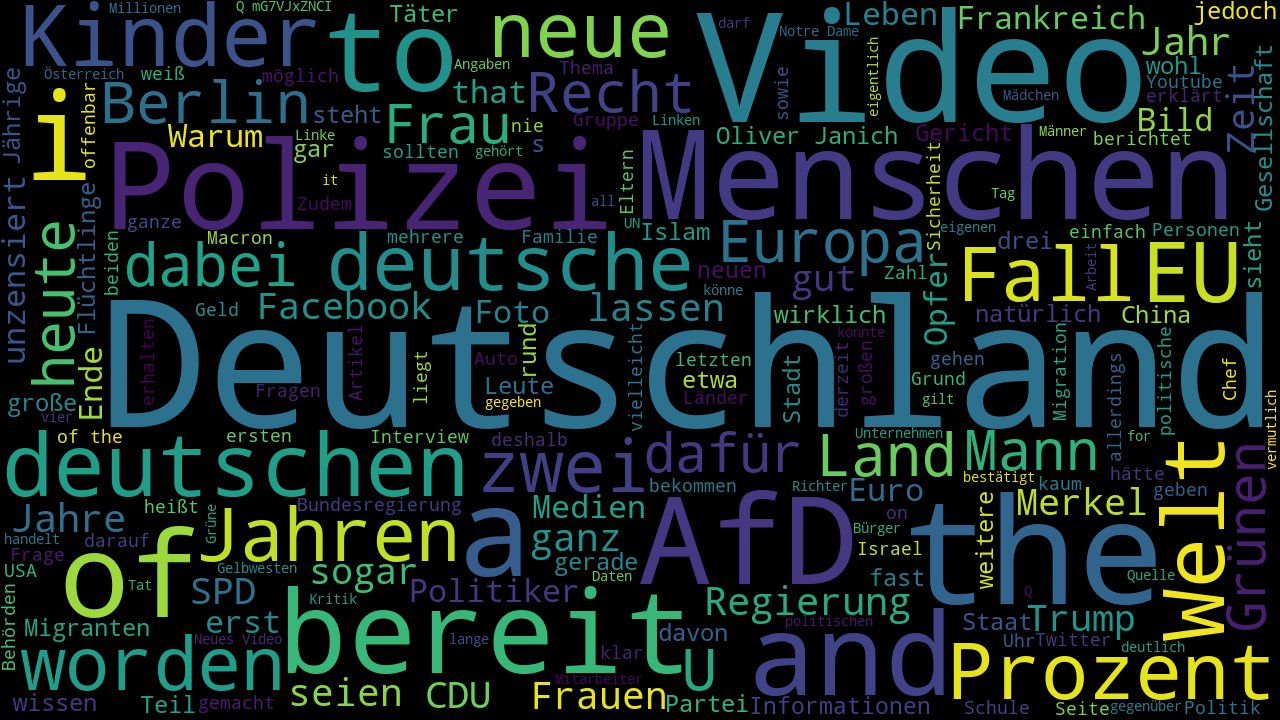 Kinder
to
neue
Video
Q mG7VJxZNCI
Millionen
Täter
darf
Notre Dame
Leben
Frankreich
jedoch
Österreich
weiß
möglich
Angaben
Thema
eigentlich
Jahr
wohl
Youtube
Gesellschaft
Jährige
offenbar
i
Berlin
steht
that
Recht
sowie
Mädchen
erklärt
Zeit
Warum
Linke
gar
Frau
nie
s
Gruppe
Linken
Oliver Janich
Gericht
Männer
berichtet
Bild
sollten
gehört
Polizei
Menschen
it
all
Eltern
Tag
Sicherheit
unzensiert
Flüchtlinge
heute
ganze
Zudem
UN
Islam
Europa
eigenen
drei
einfach
Personen
beiden
Macron
mehrere
Familie
dabei
deutsche
neuen
könne
gut
Zahl
Fall
Arbeit
EU
sieht
Geld
Facebook
Foto
lassen
wirklich
Opfer
natürlich
China
Deutschland
erhalten
Fragen
Artikel
liegt
Auto
rund
Leute
gegeben
vielleicht
letzten
etwa
Länder
Stadt
konnte
derzeit
großen
gehen
Grund
gilt
Migration
allerdings
politische
Chef
vermutlich
große
vier
Ende
of the
ersten
Interview
deshalb
Unternehmen
for
deutschen
zwei
dafür
Land
Mann
bestätigt
kaum
hätte
geben
Welt
Grünen
heißt
Bundesregierung
bekommen
Richter
Euro
Merkel
Jahre
darauf
Grüne
Jahren
a
Medien
ganz
gerade
AfD
on
Bürger
Israel
weitere
the
handelt
Frage
USA
of
Tat
Gelbwesten
sogar
Daten
fast
Quelle
Behörden
SPD
Kritik
Politiker
bereit
Regierung
politischen
Staat
Trump
Migranten
erst
Neues Video
lange
klar
davon
and
Uhr
Twitter
deutlich
worden
Mitarbeiter
U
Prozent
wissen
Teil
gemacht
seien
CDU
Frauen
Partei
Informationen
Schule
Seite
gegenüber
Politik
Q